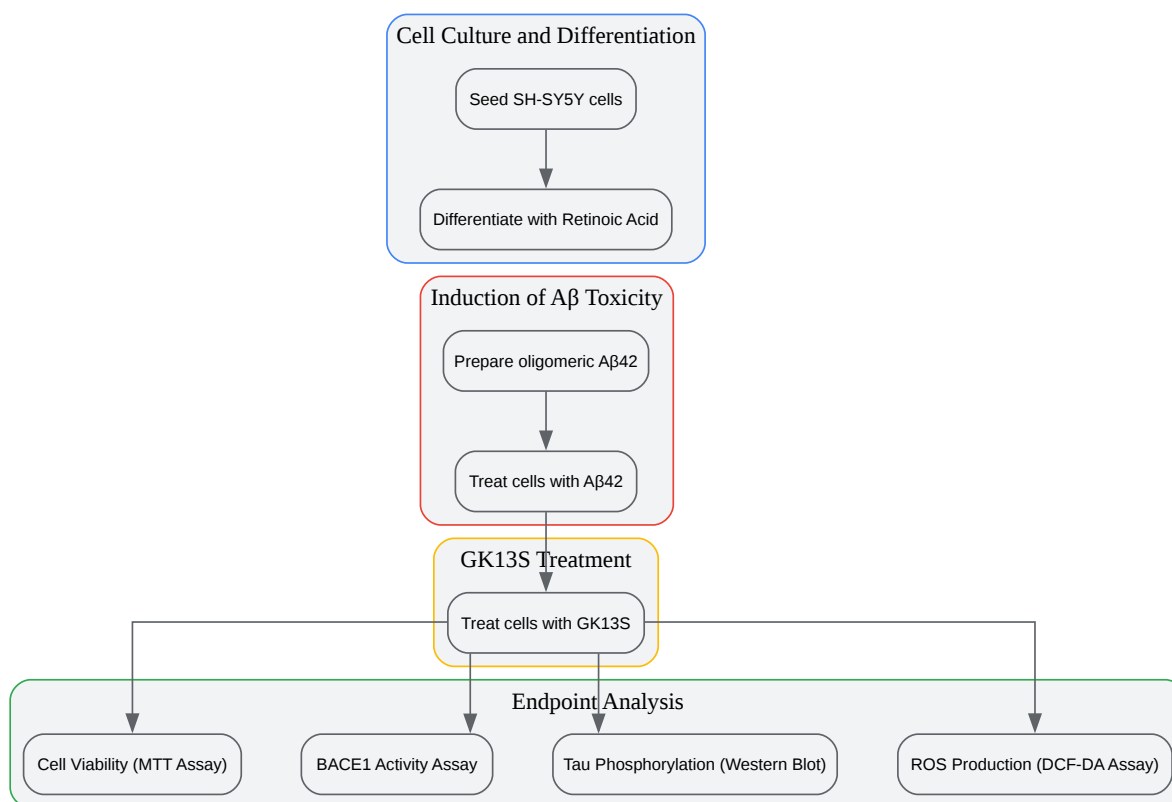 Cell Culture and Differentiation
Seed SH-SY5Y cells
Differentiate with Retinoic Acid
Induction of Aβ Toxicity
Prepare oligomeric Aβ42
Treat cells with Aβ42
GK13S Treatment
Treat cells with GK13S
Endpoint Analysis
Cell Viability (MTT Assay)
BACE1 Activity Assay
Tau Phosphorylation (Western Blot)
ROS Production (DCF-DA Assay)